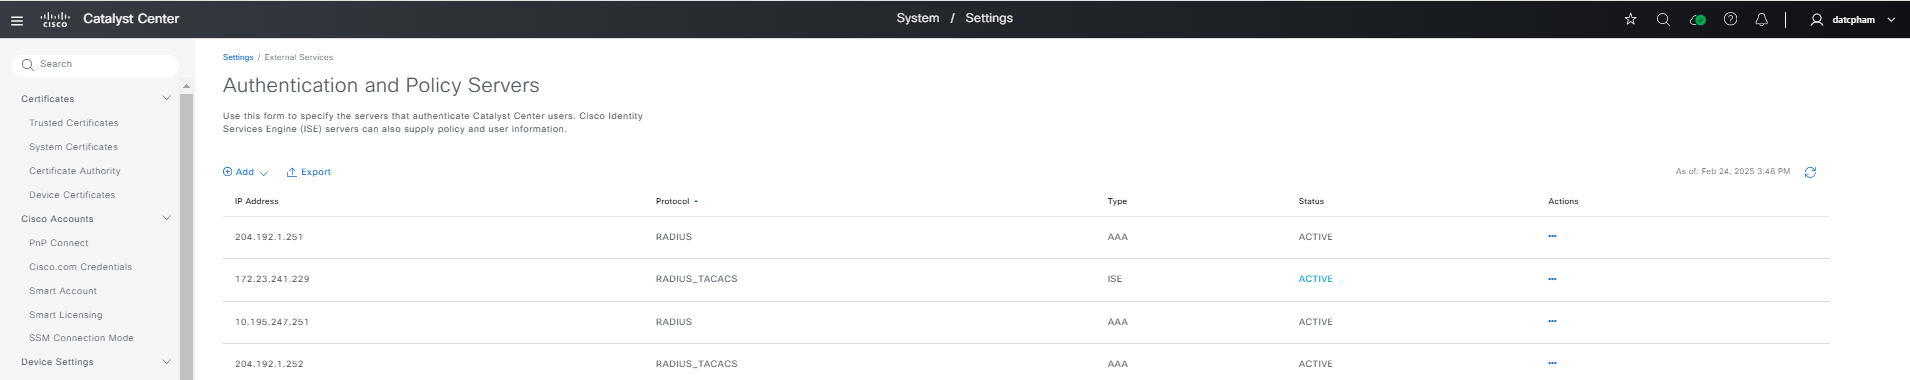 CISCO Catalyst Center System / Settings datcpham
Search
Certificates
Trusted Certificates
System Certificates
Certificate Authority
Device Certificates
Cisco Accounts
PnP Connect
Cisco.com Credentials
Smart Account
Smart Licensing
SSM Connection Mode
Device Settings
Settings / External Services
Authentication and Policy Servers
Use this form to specify the servers that authenticate Catalyst Center users. Cisco Identity
Services Engine (ISE) servers can also supply policy and user information.
Add Export As of: Feb 24, 2025 3:48 PM
IP Address Protocol Type Status Actions
204.192.1.251 RADIUS AAA ACTIVE ...
172.23.241.229 RADIUS_TACACS ISE ACTIVE ...
10.195.247.251 RADIUS AAA ACTIVE ...
204.192.1.252 RADIUS_TACACS AAA ACTIVE ...